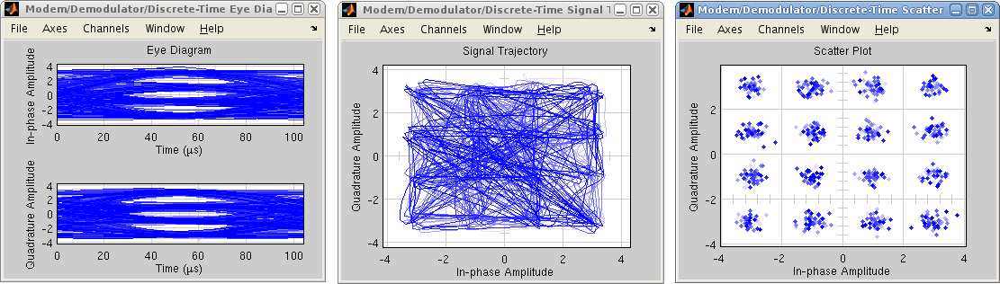 Modem/Demodulator/Discrete-Time Eye Dia
File Axes Channels Window Help
Eye Diagram
In-phase Amplitude
4
2
0
−2
−4
0 20 40 60 80 100
Time (μs)
Quadrature Amplitude
4
2
0
−2
−4
0 20 40 60 80 100
Time (μs)
Modem/Demodulator/Discrete-Time Signal T
File Axes Channels Window Help
Signal Trajectory
Quadrature Amplitude
4
2
0
−2
−4
−4 −2 0 2 4
In-phase Amplitude
Modem/Demodulator/Discrete-Time Scatter
File Axes Channels Window Help
Scatter Plot
Quadrature Amplitude
2
0
−2
−4
−4 −2 0 2 4
In-phase Amplitude